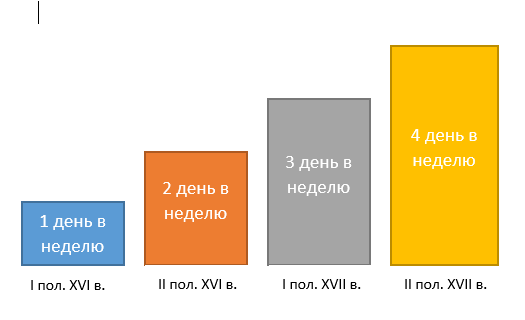 1 день в
неделю
2 день в
неделю
3 день в
неделю
4 день в
неделю
I пол. XVI в.
II пол. XVI в.
I пол. XVII в.
II пол. XVII в.